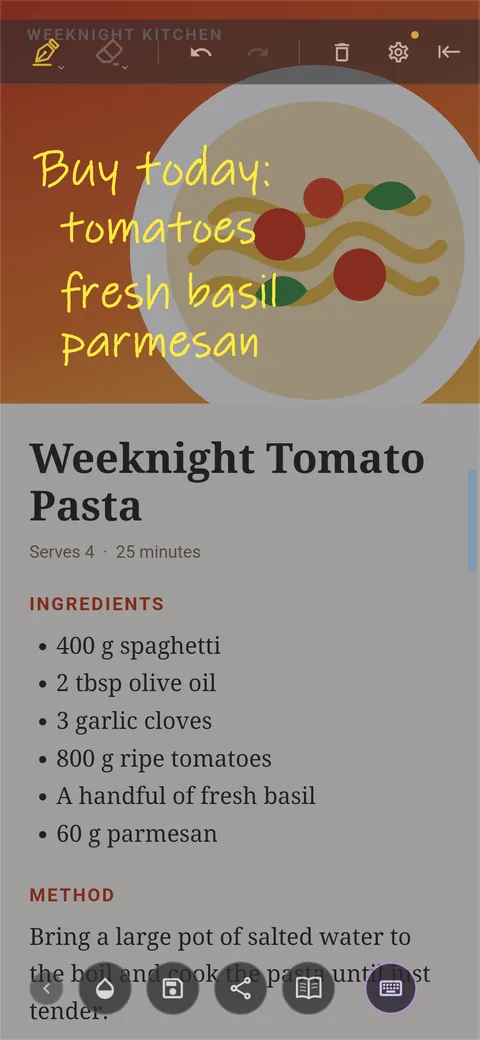 WEEKNIGHT KITCHEN
Buy today:
tomatoes
fresh basil
parmesan
Weeknight Tomato
Pasta
Serves 4 · 25 minutes
INGREDIENTS
• 400 g spaghetti
• 2 tbsp olive oil
• 3 garlic cloves
• 800 g ripe tomatoes
• A handful of fresh basil
• 60 g parmesan
METHOD
Bring a large pot of salted water to
the boil and cook the pasta until just
tender.